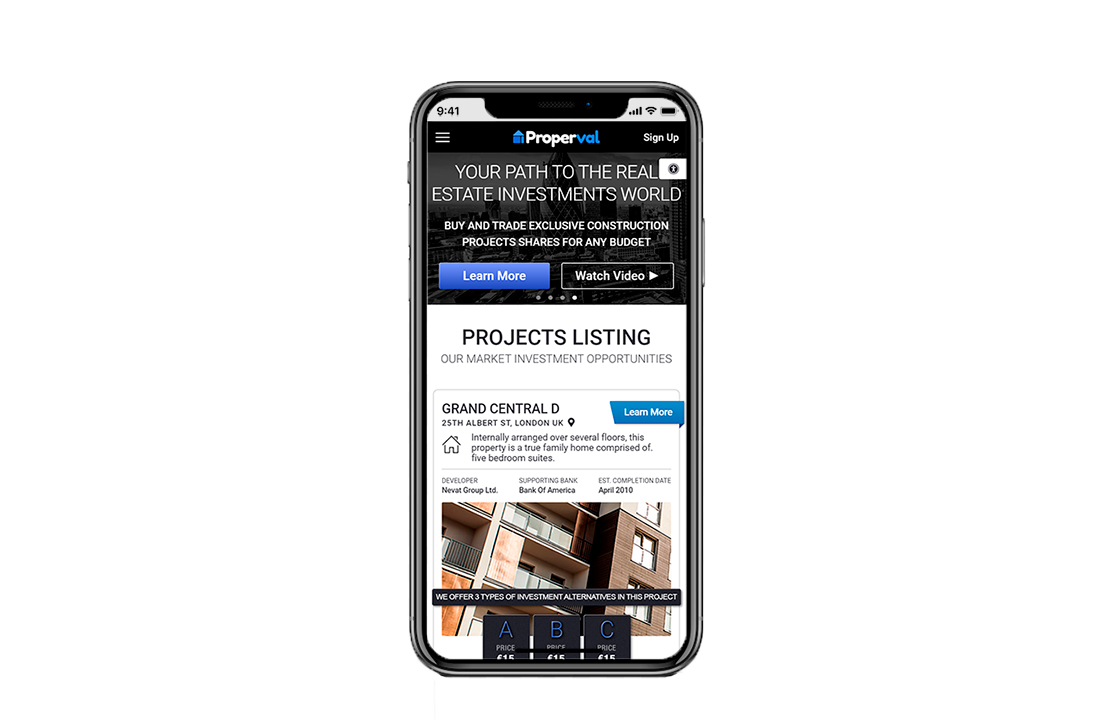 9:41
Properval
Sign Up
YOUR PATH TO THE REAL
ESTATE INVESTMENTS WORLD
BUY AND TRADE EXCLUSIVE CONSTRUCTION
PROJECTS SHARES FOR ANY BUDGET
Learn More
Watch Video
PROJECTS LISTING
OUR MARKET INVESTMENT OPPORTUNITIES
GRAND CENTRAL D
Learn More
25TH ALBERT ST, LONDON UK
Internally arranged over several floors, this
property is a true family home comprised of.
five bedroom suites.
DEVELOPER
Nevat Group Ltd.
SUPPORTING BANK
Bank Of America
EST. COMPLETION DATE
April 2010
WE OFFER 3 TYPES OF INVESTMENT ALTERNATIVES IN THIS PROJECT
A
B
C
PRICE
PRICE
PRICE